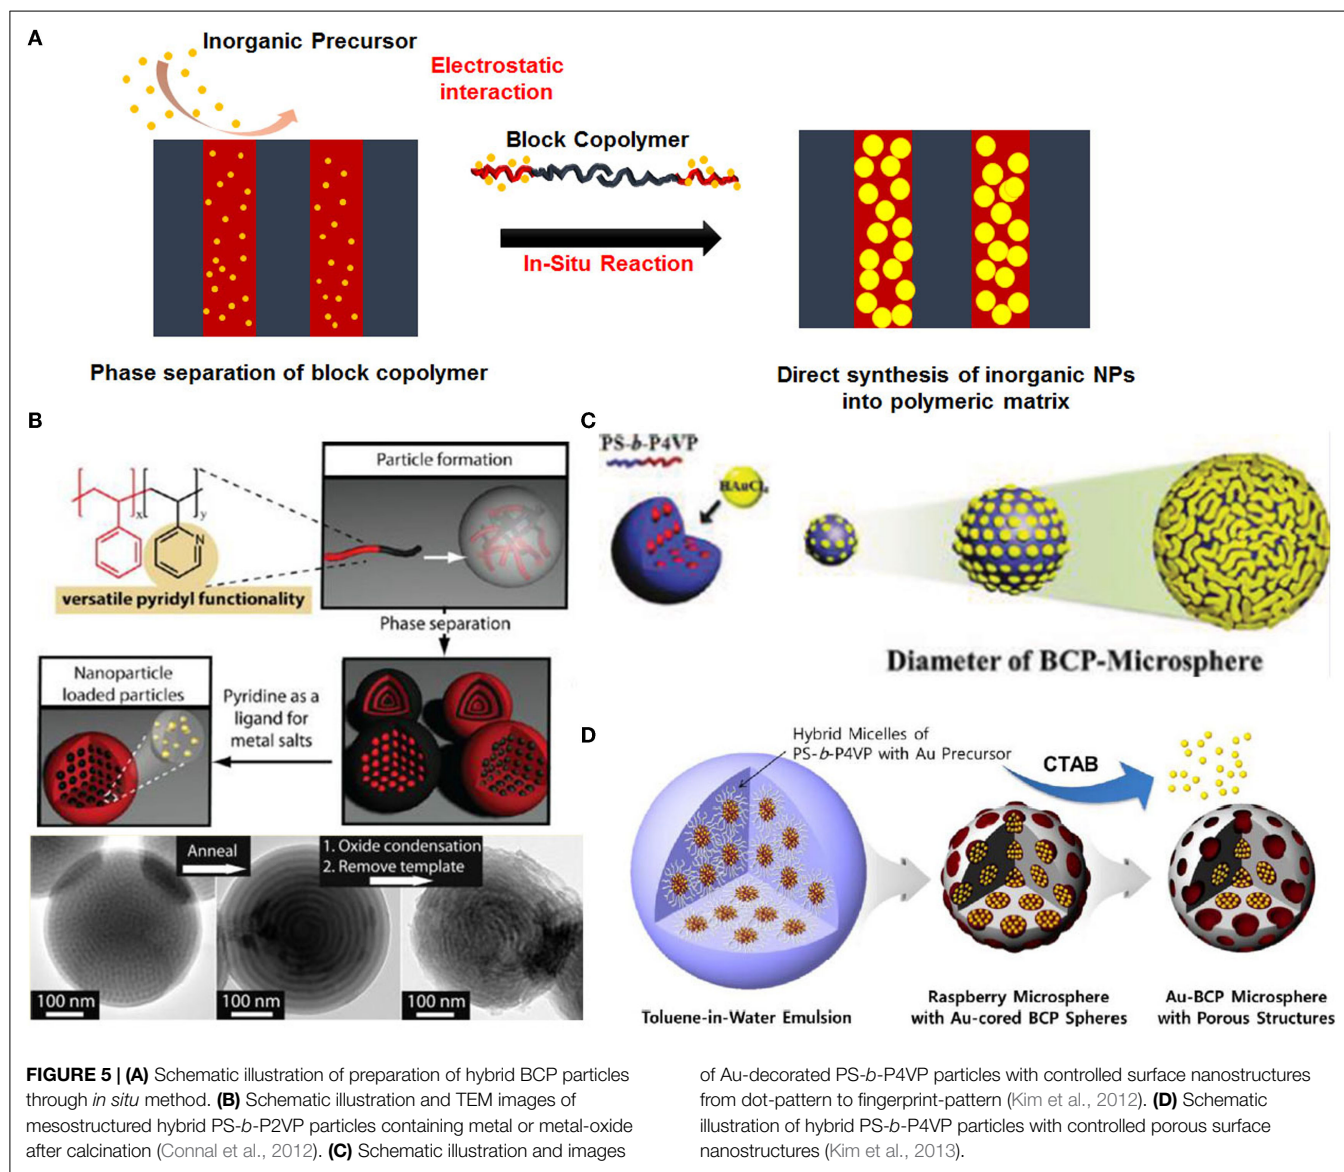 A
Inorganic Precursor
Electrostatic
interaction
Block Copolymer
In-Situ Reaction
Phase separation of block copolymer
Direct synthesis of inorganic NPs
into polymeric matrix
B
x
y
N
versatile pyridyl functionality
Particle formation
Phase separation
Nanoparticle
loaded particles
Pyridine as a
ligand for
metal salts
Anneal
1. Oxide condensation
2. Remove template
100 nm
100 nm
100 nm
C
PS-b-P4VP
HAuCl4
Diameter of BCP-Microsphere
D
Hybrid Micelles of
PS-b-P4VP with Au Precursor
CTAB
Toluene-in-Water Emulsion
Raspberry Microsphere
with Au-cored BCP Spheres
Au-BCP Microsphere
with Porous Structures
FIGURE 5 | (A) Schematic illustration of preparation of hybrid BCP particles
through in situ method. (B) Schematic illustration and TEM images of
mesostructured hybrid PS-b-P2VP particles containing metal or metal-oxide
after calcination (Connal et al., 2012). (C) Schematic illustration and images
of Au-decorated PS-b-P4VP particles with controlled surface nanostructures
from dot-pattern to fingerprint-pattern (Kim et al., 2012). (D) Schematic
illustration of hybrid PS-b-P4VP particles with controlled porous surface
nanostructures (Kim et al., 2013).